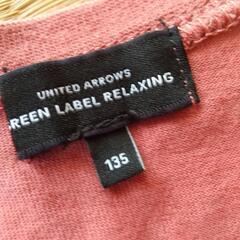 UNITED ARROWS
GREEN LABEL RELAXING
135